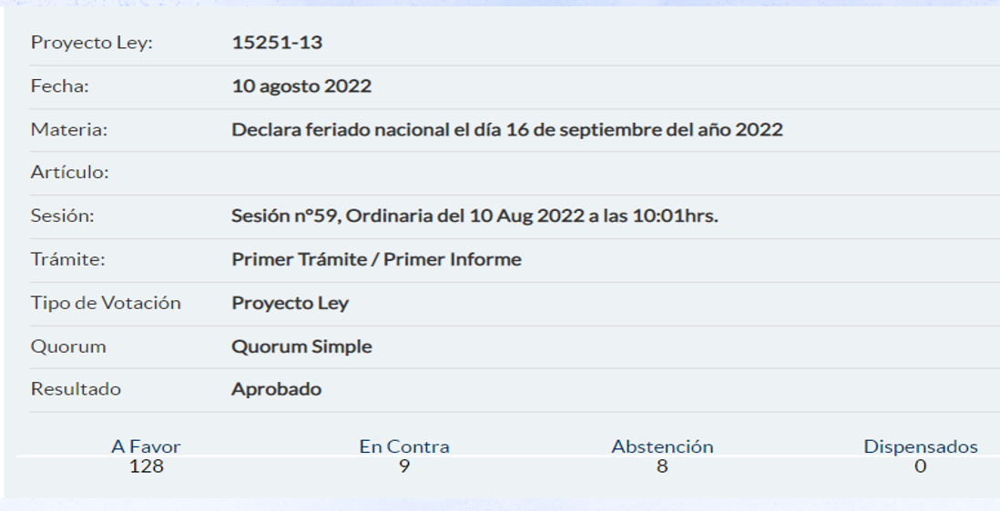 Proyecto Ley: 15251-13
Fecha: 10 agosto 2022
Materia: Declara feriado nacional el día 16 de septiembre del año 2022
Artículo:
Sesión: Sesión nº59, Ordinaria del 10 Aug 2022 a las 10:01hrs.
Trámite: Primer Trámite / Primer Informe
Tipo de Votación Proyecto Ley
Quorum Quorum Simple
Resultado Aprobado
A Favor En Contra Abstención Dispensados
128 9 8 0